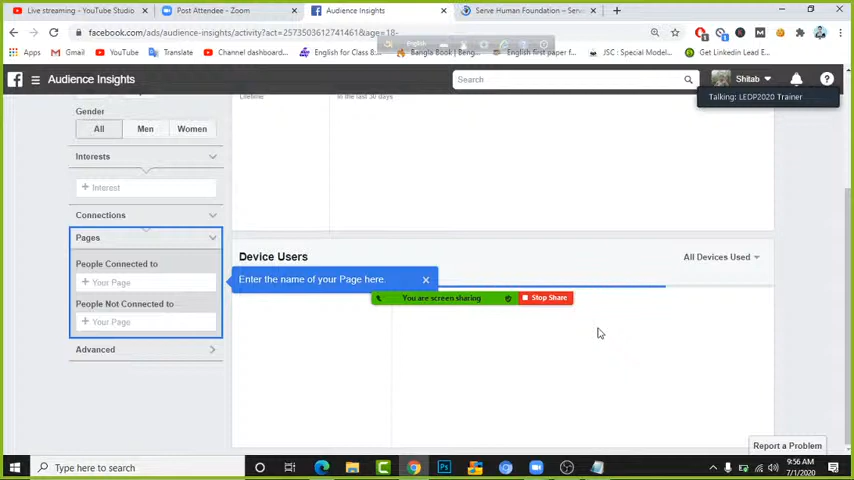 Live streaming - YouTube Studio
Post Attendee - Zoom
Facebook Audience Insights
Serve Human Foundation – Serv
facebook.com/ads/audience-insights/activity?act=257350361274146​1&age=18-
English
Apps
Gmail
YouTube
Translate
Channel dashboard...
English for Class 8:...
Bangla Book | Beng...
English first paper f...
JSC : Special Model...
Get Linkedin Lead E...
Audience Insights
Search
Shitab
Talking: LEDP2020 Trainer
Lifetime
in the last 30 days
Gender
All
Men
Women
Interests
+ Interest
Connections
Pages
People Connected to
+ Your Page
People Not Connected to
+ Your Page
Advanced
Device Users
All Devices Used
Enter the name of your Page here.
You are screen sharing
Stop Share
Report a Problem
Type here to search
9:56 AM
7/1/2020